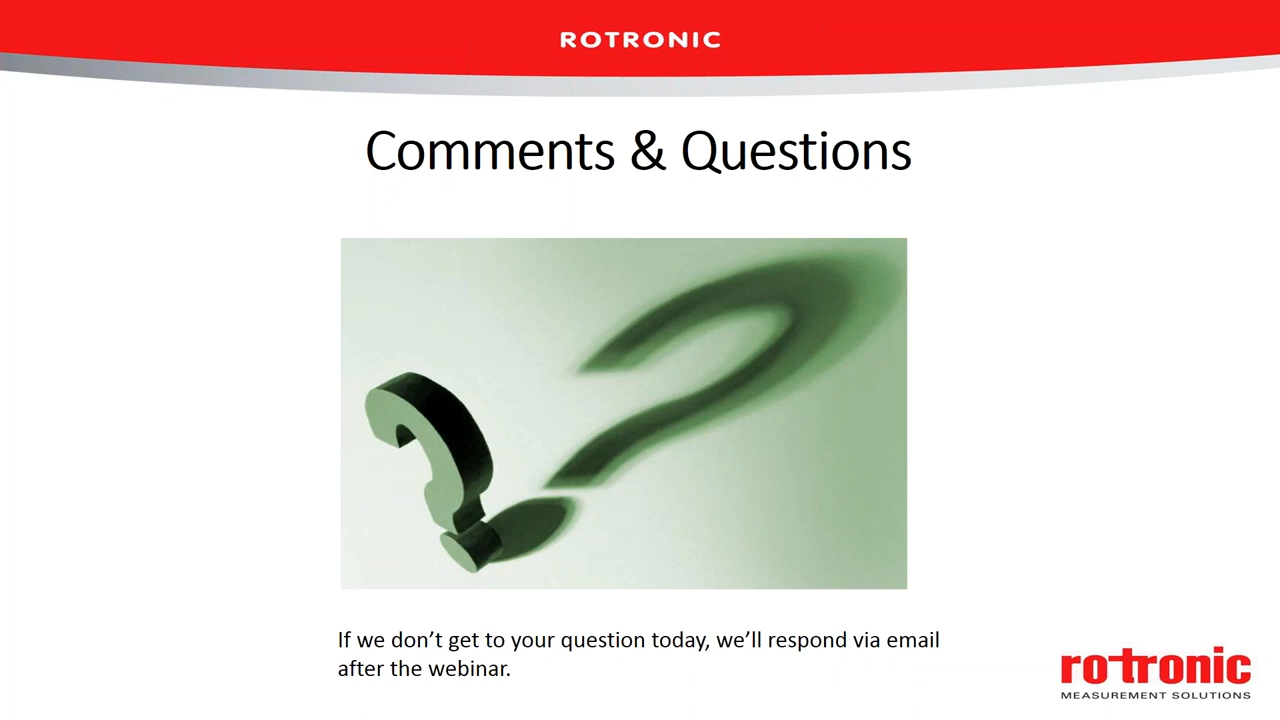 ROTRONIC
Comments & Questions
If we don’t get to your question today, we’ll respond via email
after the webinar.
rotronic
MEASUREMENT SOLUTIONS